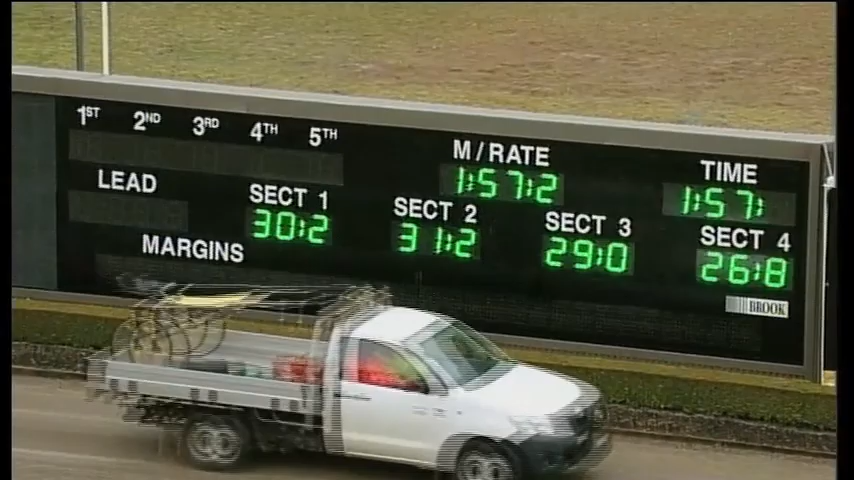 1ST 2ND 3RD 4TH 5TH
M/RATE
TIME
1:57:2
1:57:
LEAD
SECT 1
SECT 2
SECT 3
SECT 4
30:2
31:2
29:0
26:8
MARGINS
BROOK